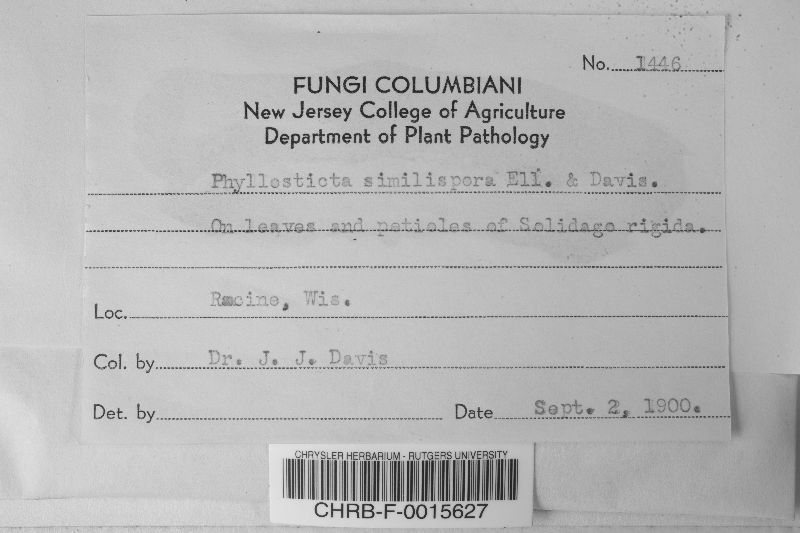 No. 1446
FUNGI COLUMBIANI
New Jersey College of Agriculture
Department of Plant Pathology
Phyllosticta similispora Ell. & Davis.
On leaves and petioles of Solidago rigida.
Loc. Racine, Wis.
Col. by Dr. J. J. Davis
Det. by
Date Sept. 2, 1900.
CHRYSLER HERBARIUM - RUTGERS UNIVERSITY
CHRB-F-0015627